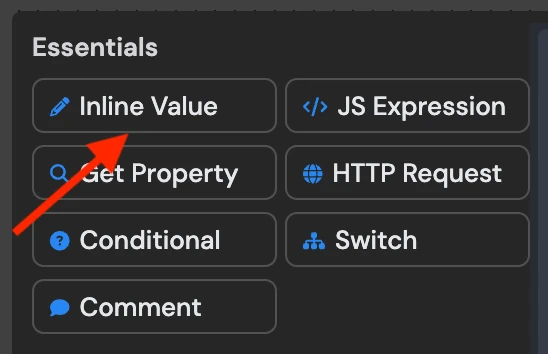 Essentials
Inline Value
JS Expression
Get Property
HTTP Request
Conditional
Switch
Comment